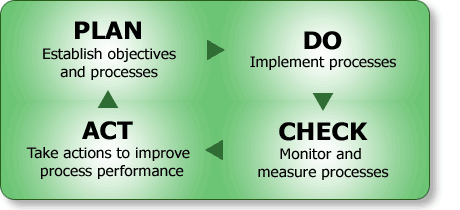 PLAN
Establish objectives
and processes
DO
Implement processes
ACT
Take actions to improve
process performance
CHECK
Monitor and
measure processes